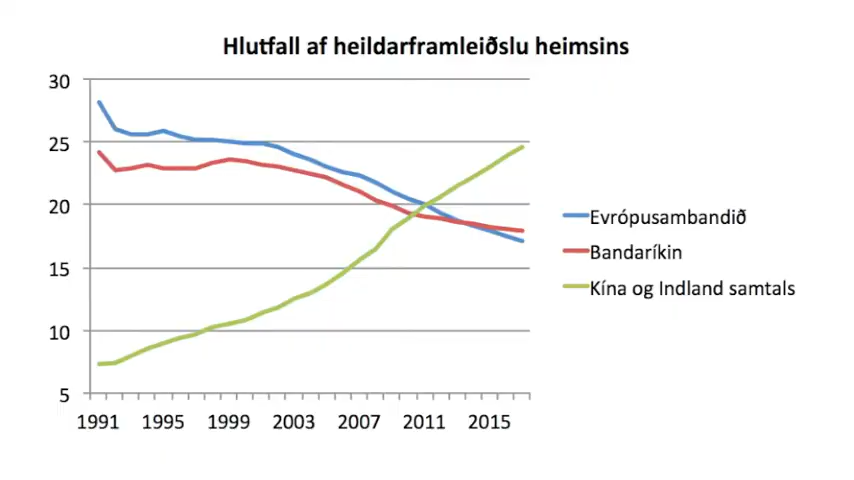 Hlutfall af heildarframleiðslu heimsins
30
25
20
15
10
5
1991 1995 1999 2003 2007 2011 2015
Evrópusambandið
Bandaríkin
Kína og Indland samtals